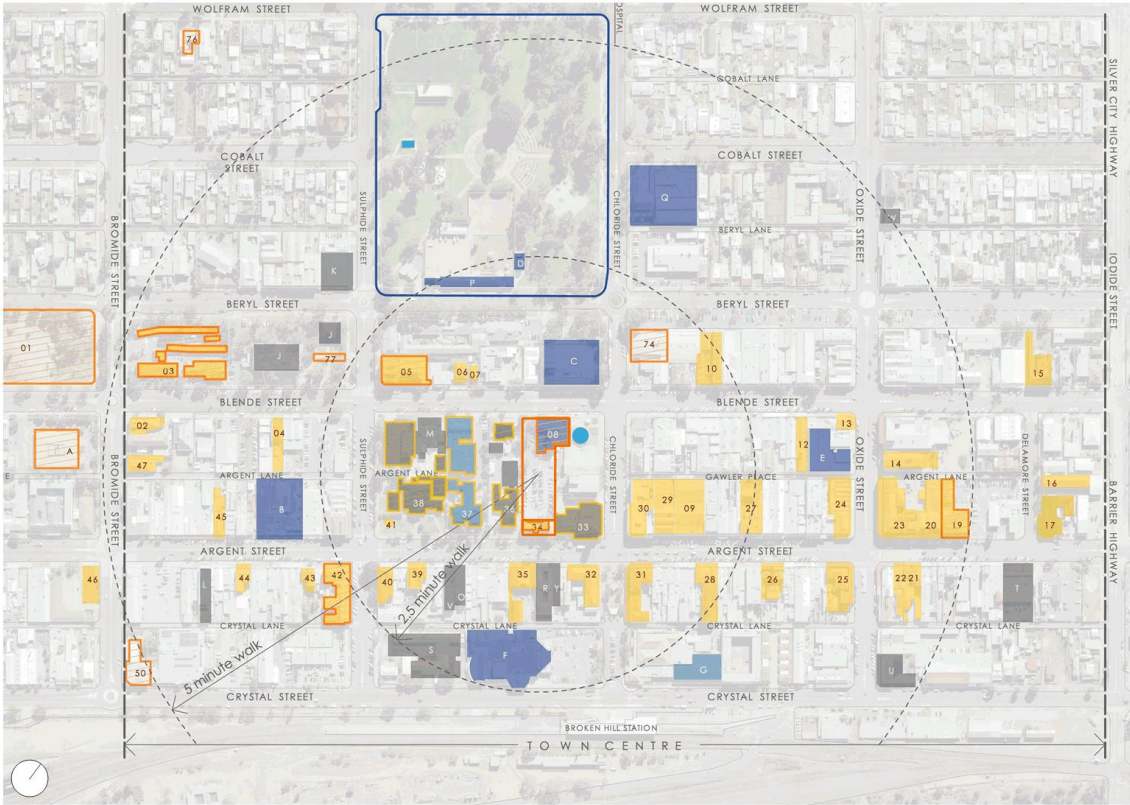 WOLFRAM STREET
WOLFRAM STREET
76
COBALT LANE
SILVER CITY HIGHWAY
COBALT
STREET
COBALT STREET
SULPHIDE STREET
CHLORIDE STREET
OXIDE STREET
Q
W
BROMIDE STREET
BERYL LANE
IODIDE STREET
K
D
P
BERYL STREET
BERYL STREET
01
J
J
77
03
05
06
07
C
74
10
15
BLENDE STREET
BLENDE STREET
02
04
A
47
SULPHIDE STREET
M
08
CHLORIDE STREET
12
13
E
OXIDE STREET
14
DELAMORE STREET
BROMIDE STREET
ARGENT LANE
ARGENT LANE
GAWLER PLACE
ARGENT LANE
16
BARRIER HIGHWAY
45
B
38
41
37
36
34
33
30
29
09
27
24
23
20
19
17
ARGENT STREET
ARGENT STREET
46
L
44
43
42
40
39
V
O
35
R
Y
32
31
28
26
25
22
21
T
2.5 minute walk
CRYSTAL LANE
CRYSTAL LANE
CRYSTAL LANE
CRYSTAL LANE
50
S
F
G
U
5 minute walk
CRYSTAL STREET
CRYSTAL STREET
BROKEN HILL STATION
TOWN CENTRE